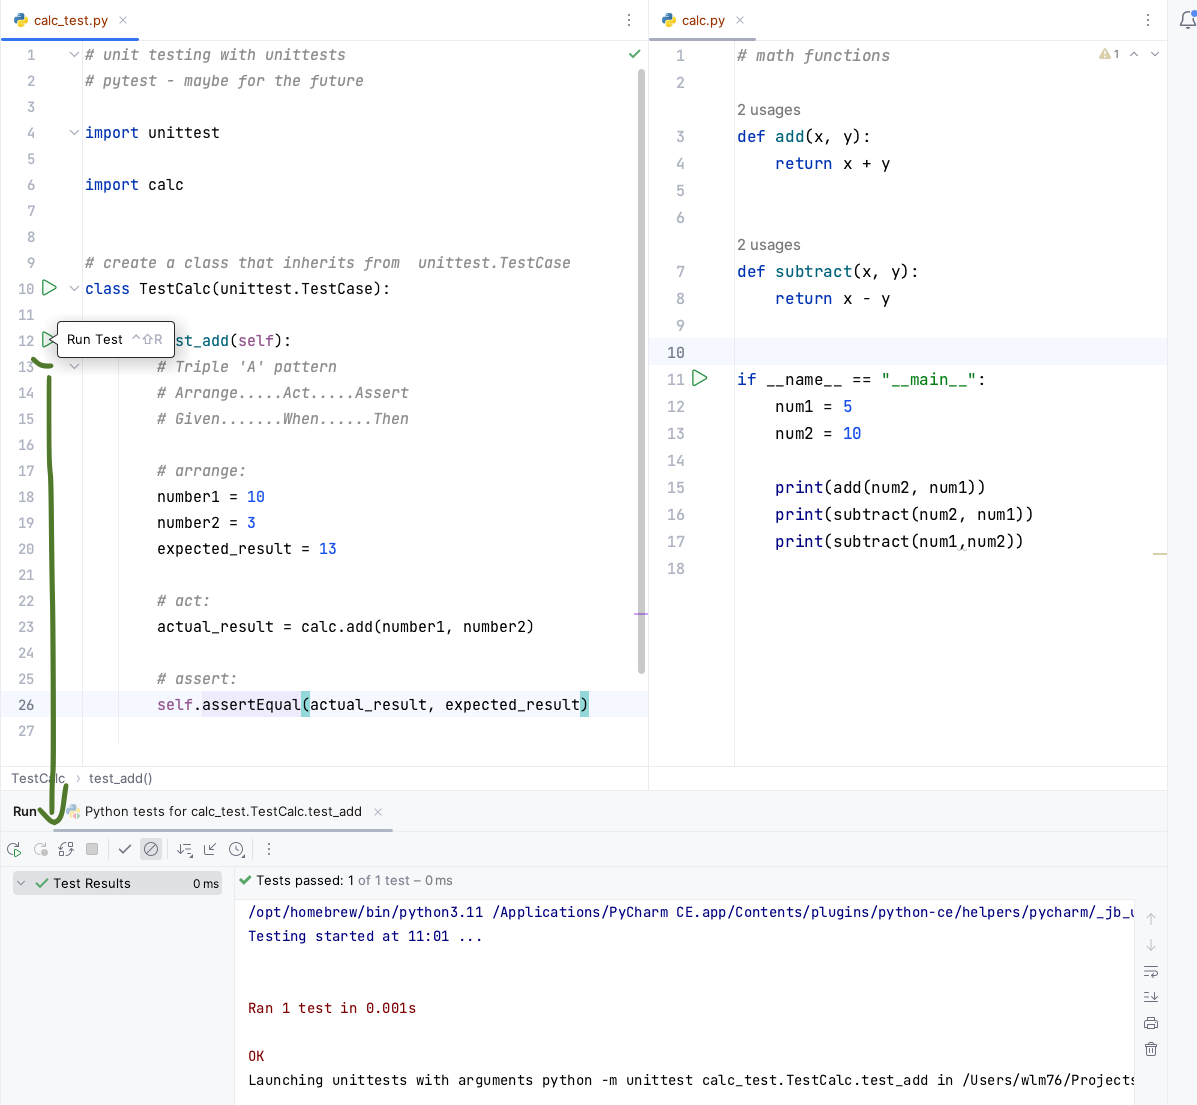 calc_test.py
calc.py
1 # unit testing with unittests
2 # pytest - maybe for the future
3
4 import unittest
5
6 import calc
7
8
9 # create a class that inherits from  unittest.TestCase
10 class TestCalc(unittest.TestCase):
11
12 st_add(self):
Run Test ^⇧R
13 # Triple 'A' pattern
14 # Arrange.....Act.....Assert
15 # Given.......When......Then
16
17 # arrange:
18 number1 = 10
19 number2 = 3
20 expected_result = 13
21
22 # act:
23 actual_result = calc.add(number1, number2)
24
25 # assert:
26 self.assertEqual(actual_result, expected_result)
27
1 # math functions
1
2
2 usages
3 def add(x, y):
4 return x + y
5
6
2 usages
7 def subtract(x, y):
8 return x - y
9
10
11 if __name__ == "__main__":
12 num1 = 5
13 num2 = 10
14
15 print(add(num2, num1))
16 print(subtract(num2, num1))
17 print(subtract(num1,num2))
18
TestCalc › test_add()
Run Python tests for calc_test.TestCalc.test_add
Test Results 0 ms
Tests passed: 1 of 1 test – 0 ms
/opt/homebrew/bin/python3.11 /Applications/PyCharm CE.app/Contents/plugins/python-ce/helpers/pycharm/_jb_u
Testing started at 11:01 ...
Ran 1 test in 0.001s
OK
Launching unittests with arguments python -m unittest calc_test.TestCalc.test_add in /Users/wlm76/Projects